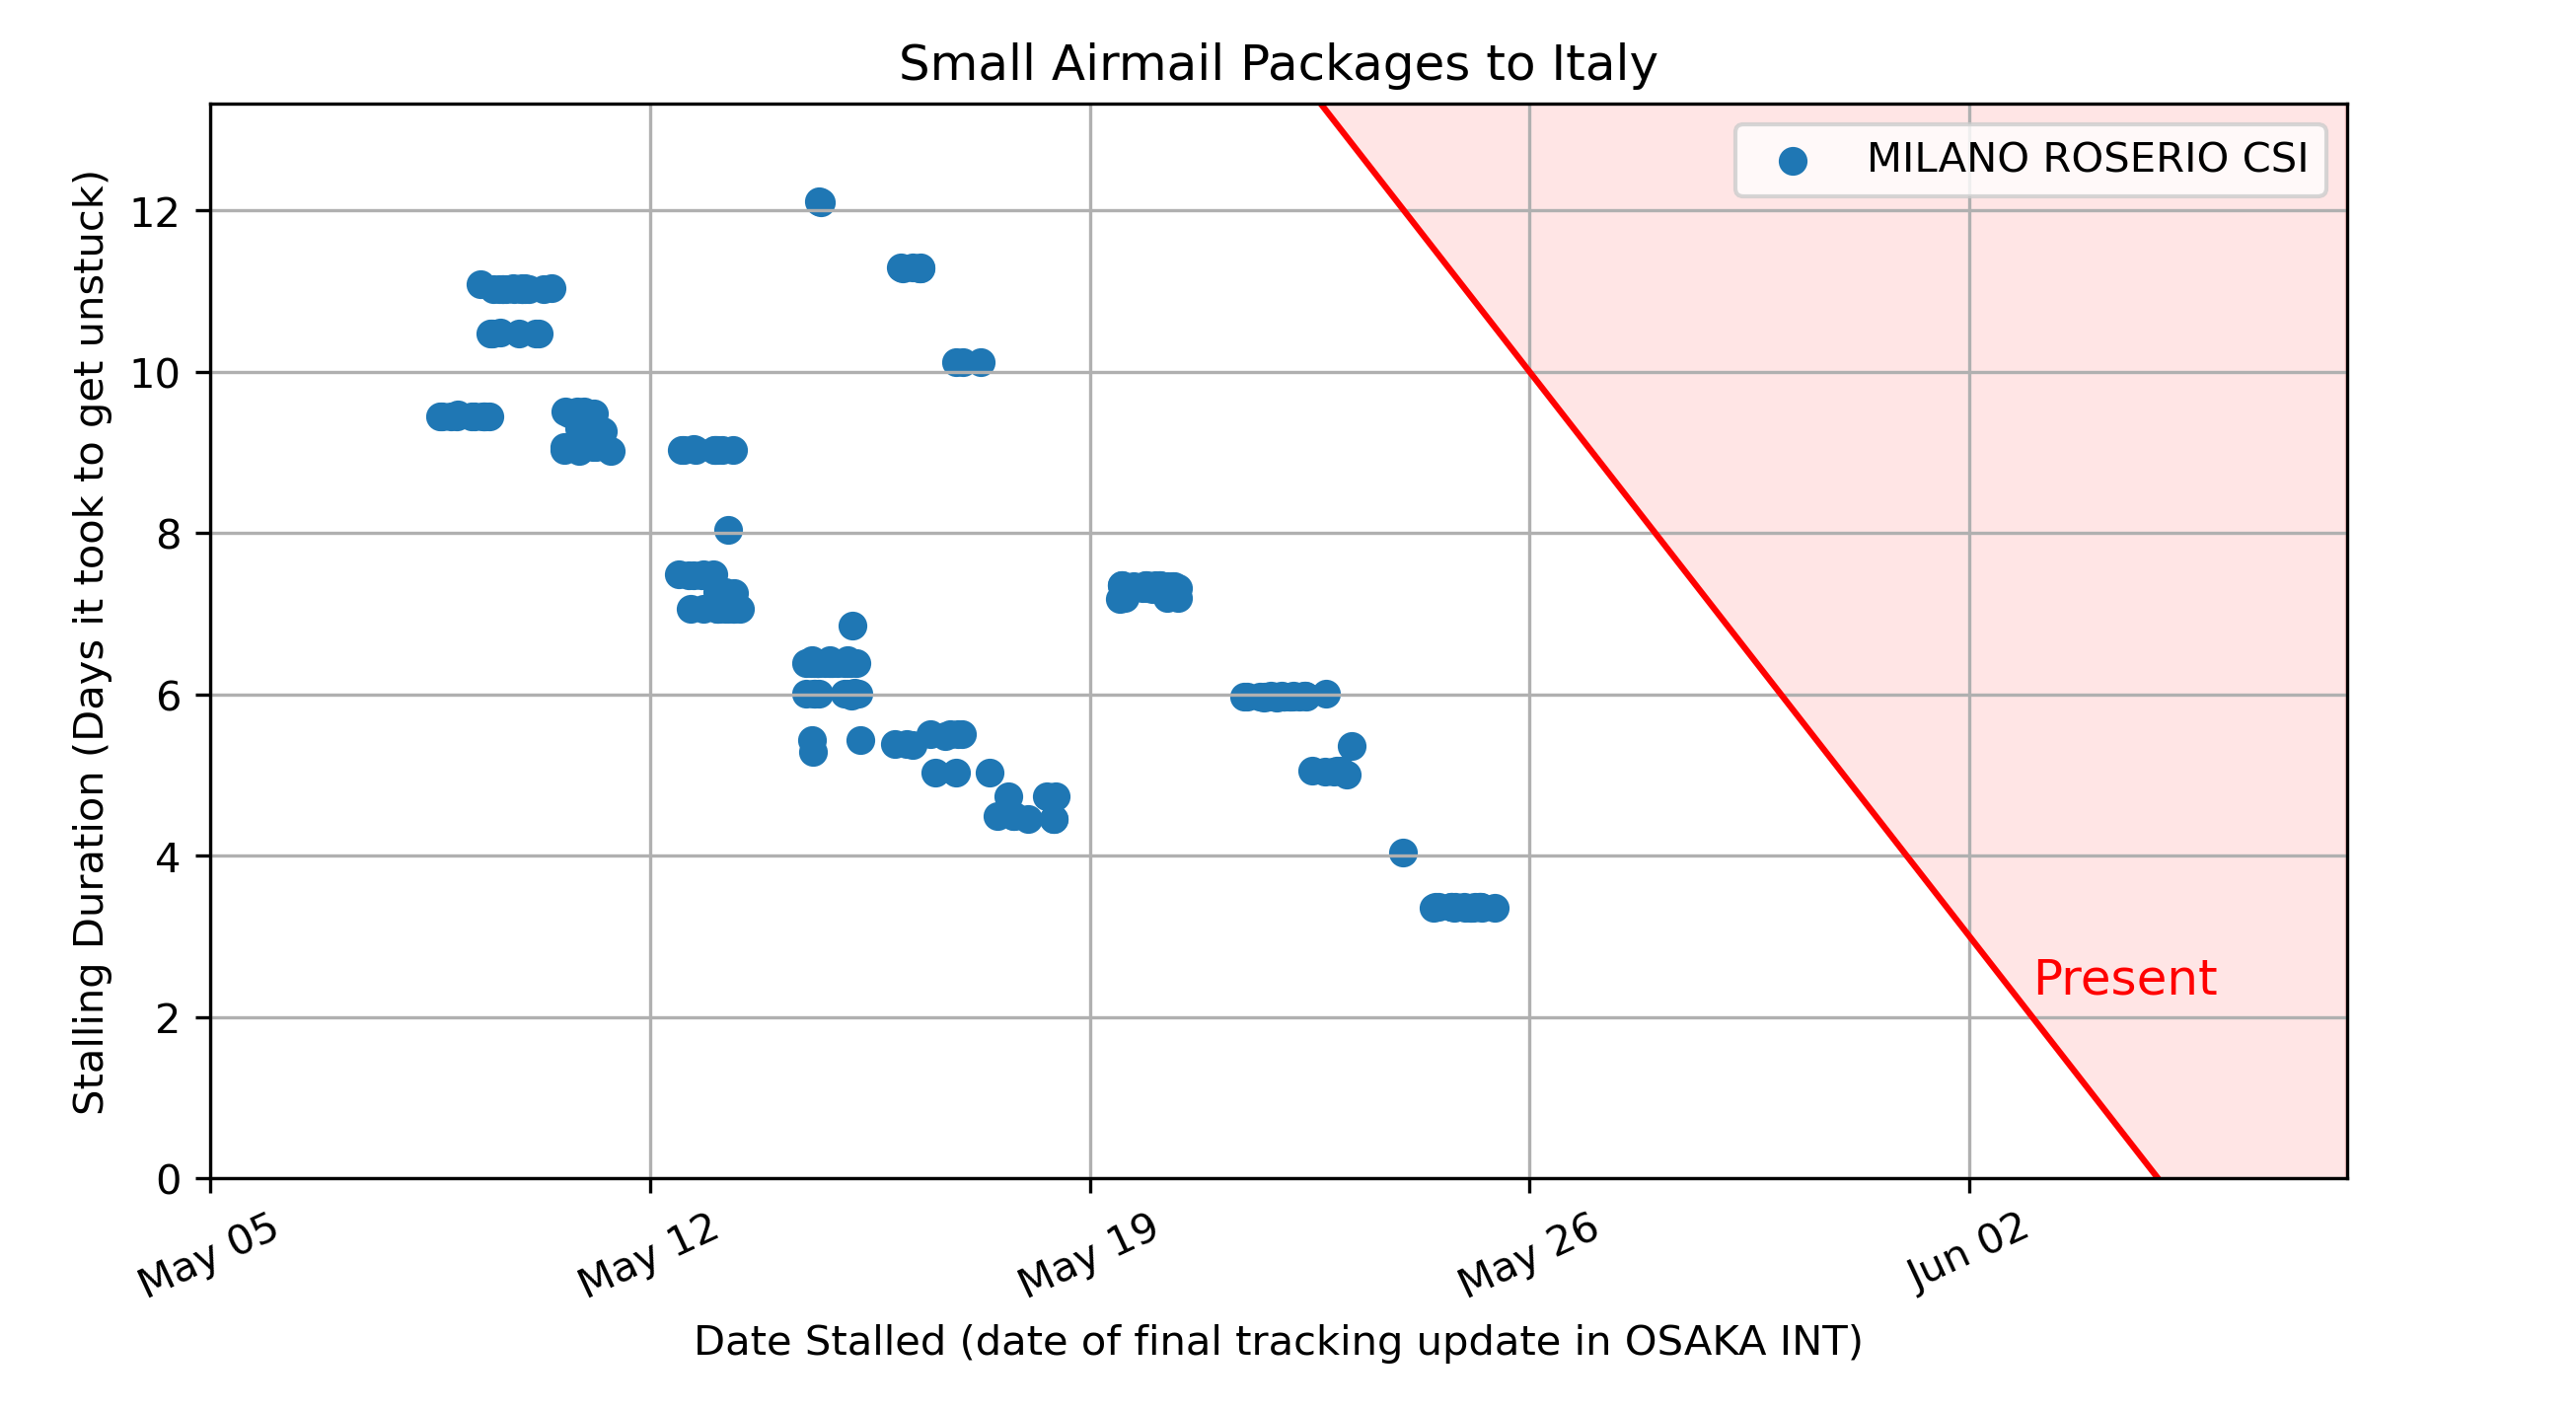 Small Airmail Packages to Italy
MILANO ROSERIO CSI
Stalling Duration (Days it took to get unstuck)
12
10
8
6
4
2
0
Present
May 05
May 12
May 19
May 26
Jun 02
Date Stalled (date of final tracking update in OSAKA INT)